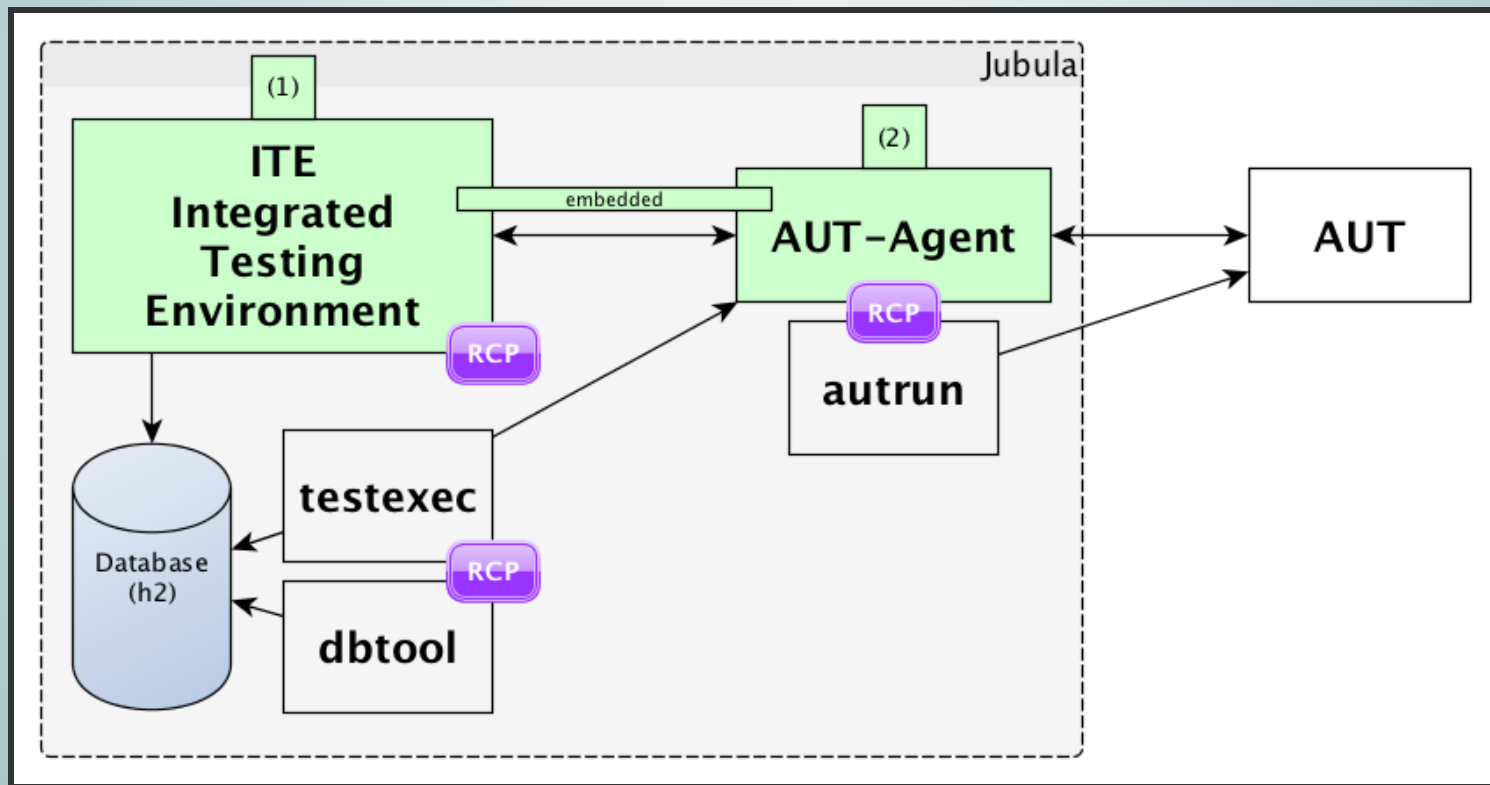 Jubula
(1)
ITE
Integrated
Testing
Environment
RCP
embedded
(2)
AUT-Agent
RCP
AUT
autrun
testexec
RCP
Database
(h2)
dbtool